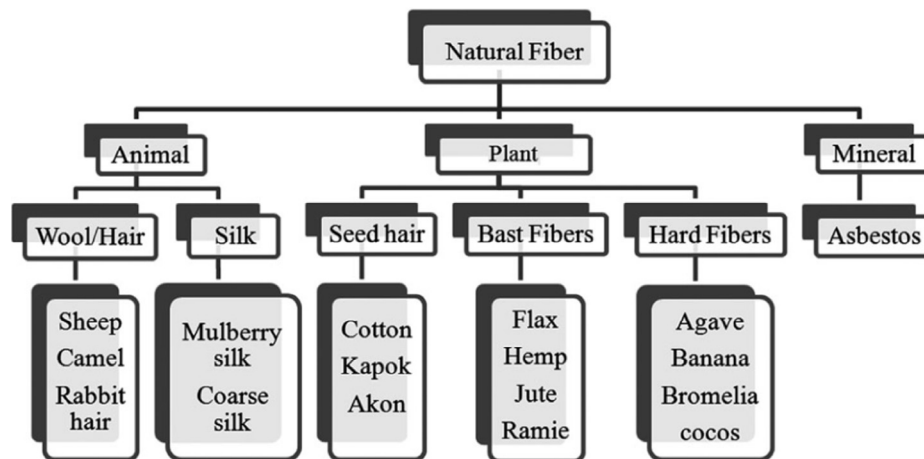 Natural Fiber
Animal
Plant
Mineral
Wool/Hair
Silk
Seed hair
Bast Fibers
Hard Fibers
Asbestos
Sheep
Camel
Rabbit
hair
Mulberry
silk
Coarse
silk
Cotton
Kapok
Akon
Flax
Hemp
Jute
Ramie
Agave
Banana
Bromelia
cocos